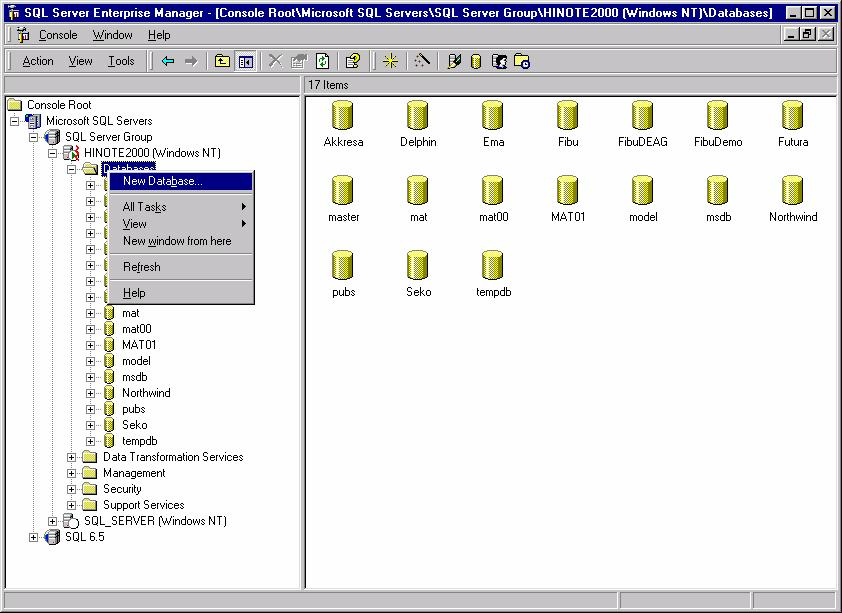 SQL Server Enterprise Manager - [Console Root\Microsoft SQL Servers\SQL Server Group\HINOTE2000 (Windows NT)\Databases]
Console Window Help
Action View Tools
17 Items
Console Root
Microsoft SQL Servers
SQL Server Group
HINOTE2000 (Windows NT)
Databases
New Database...
All Tasks
View
New window from here
Refresh
Help
mat
mat00
MAT01
model
msdb
Northwind
pubs
Seko
tempdb
Data Transformation Services
Management
Security
Support Services
SQL_SERVER (Windows NT)
SQL 6.5
Akkresa Delphin Ema Fibu FibuDEAG FibuDemo Futura
master mat mat00 MAT01 model msdb Northwind
pubs Seko tempdb